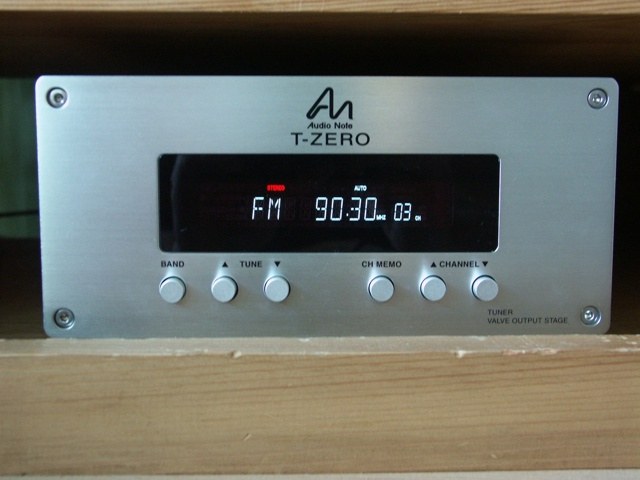 Audio Note
T-ZERO
STEREO AUTO
FM 90.30 MHZ 03 CH
BAND ▲ TUNE ▼ CH MEMO ▲ CHANNEL ▼
TUNER
VALVE OUTPUT STAGE